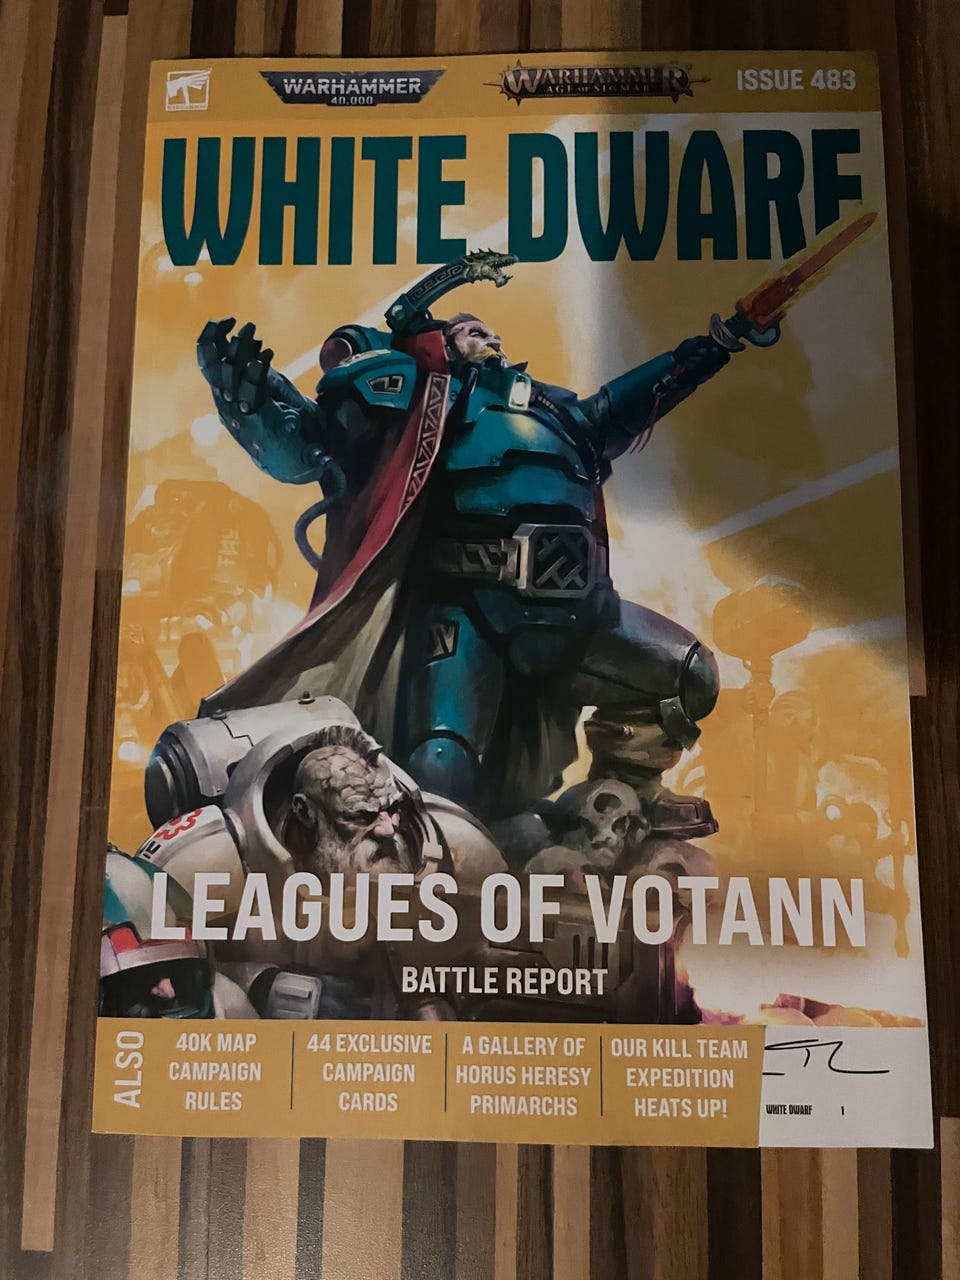 WARHAMMER
40,000
WARHAMMER
AGE OF SIGMAR
ISSUE 483
WHITE DWARF
LEAGUES OF VOTANN
BATTLE REPORT
ALSO
40K MAP
CAMPAIGN
RULES
44 EXCLUSIVE
CAMPAIGN
CARDS
A GALLERY OF
HORUS HERESY
PRIMARCHS
OUR KILL TEAM
EXPEDITION
HEATS UP!
WHITE DWARF 1